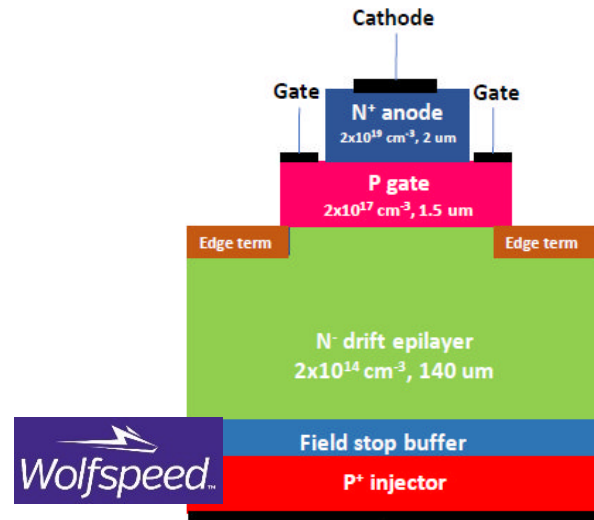 Cathode
Gate
Gate
N⁺ anode
2x10¹⁹ cm⁻³, 2 um
P gate
2x10¹⁷ cm⁻³, 1.5 um
Edge term
Edge term
N⁻ drift epilayer
2x10¹⁴ cm⁻³, 140 um
Field stop buffer
Wolfspeed™
P⁺ injector